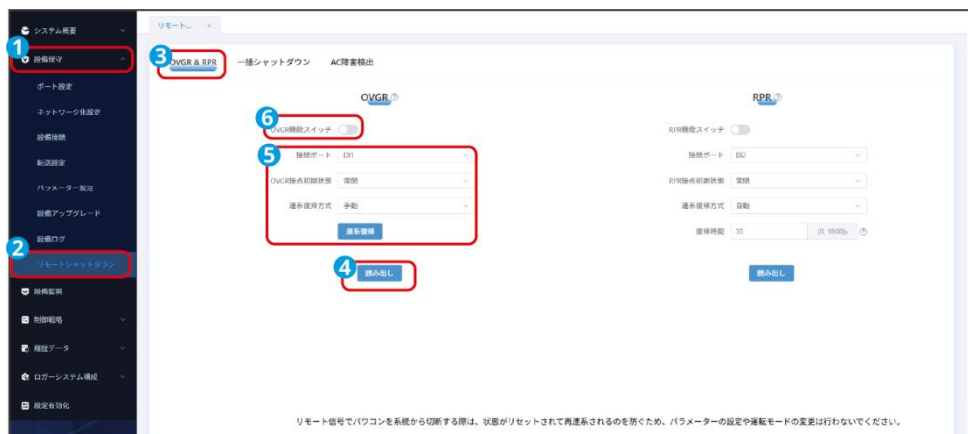 システム概要
リモート... ×
1
設備保守
3
OVGR & RPR 一括シャットダウン AC障害検出
ポート設定
OVGR
RPR
ネットワーク化設定
6
OVGR機能スイッチ
RPR機能スイッチ
設備接続
5
接続ポート DI1
接続ポート DI2
転送設定
OVGR接点初期状態 常閉
RPR接点初期状態 常閉
パラメーター設定
連系復帰方式 手動
連系復帰方式 自動
設備アップグレード
連系復帰
復帰時間 10 [0, 1800]s
設備ログ
2
リモートシャットダウン
4
読み出し
読み出し
設備監視
制御戦略
履歴データ
ロガーシステム構成
設定有効化
リモート信号でパワコンを系統から切断する際は、状態がリセットされて再連系されるのを防ぐため、パラメーターの設定や運転モードの変更は行わないでください。